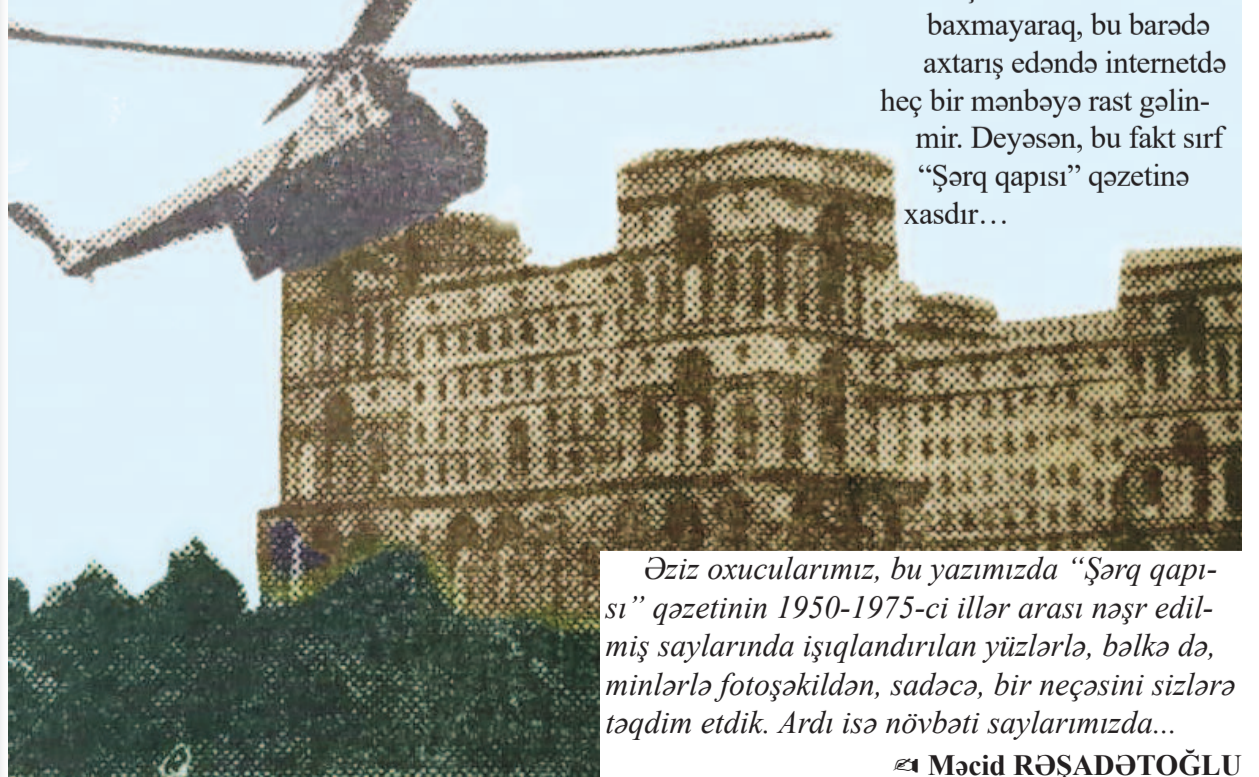 baxmayaraq, bu barədə
axtarış edəndə internetdə
heç bir mənbəyə rast gəlin-
mir. Deyəsən, bu fakt sırf
“Şərq qapısı” qəzetinə
xasdır…
Əziz oxucularımız, bu yazımızda “Şərq qapı-
sı” qəzetinin 1950-1975-ci illər arası nəşr edil-
miş saylarında işıqlandırılan yüzlərlə, bəlkə də,
minlərlə fotoşəkildən, sadəcə, bir neçəsini sizlərə
təqdim etdik. Ardı isə növbəti saylarımızda...
✍ Məcid RƏŞADƏTOĞLU